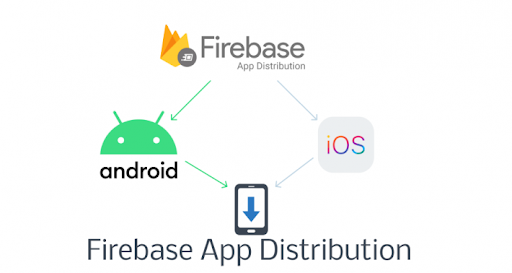 Firebase
App Distribution
android
iOS
Firebase App Distribution